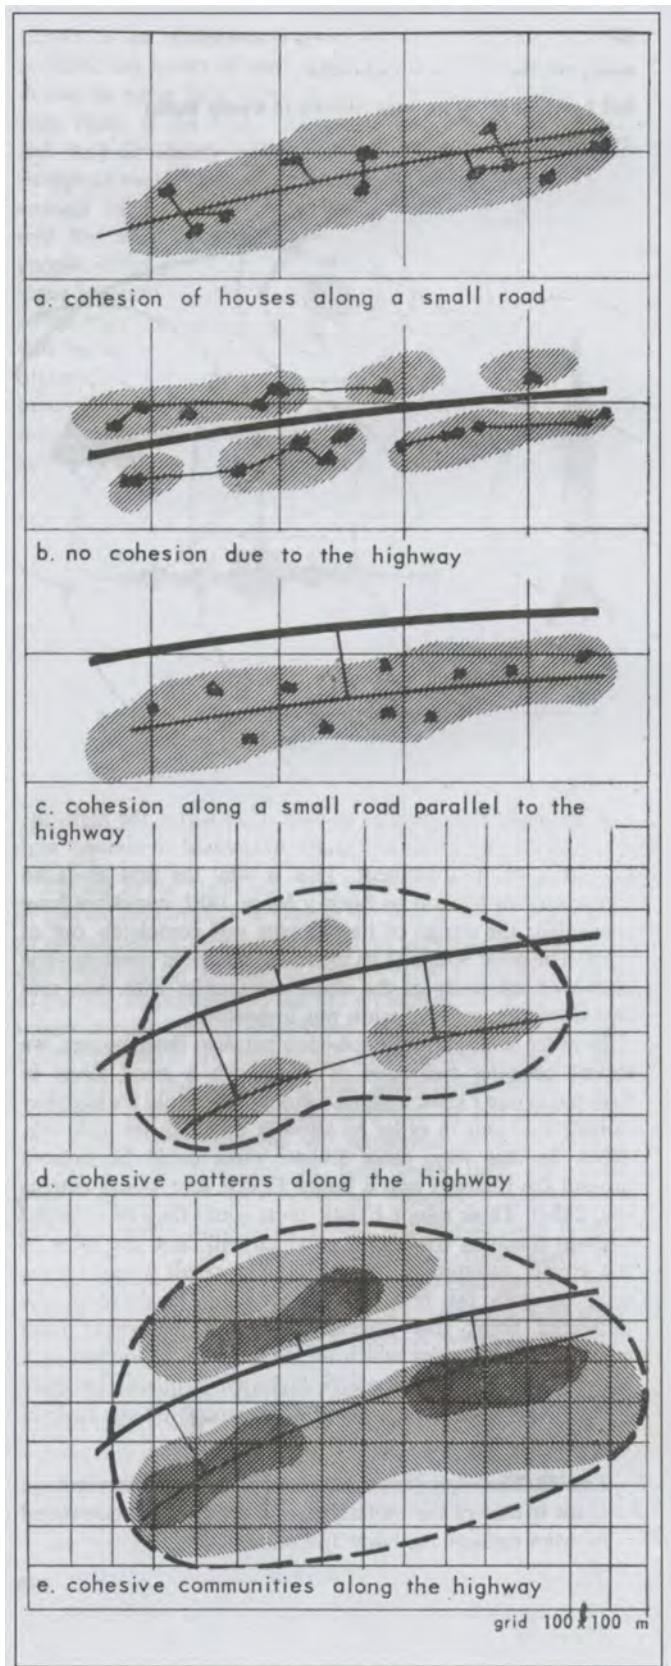 a. cohesion of houses along a small road
b. no cohesion due to the highway
c. cohesion along a small road parallel to the
highway
d. cohesive patterns along the highway
e. cohesive communities along the highway
grid 100x100 m